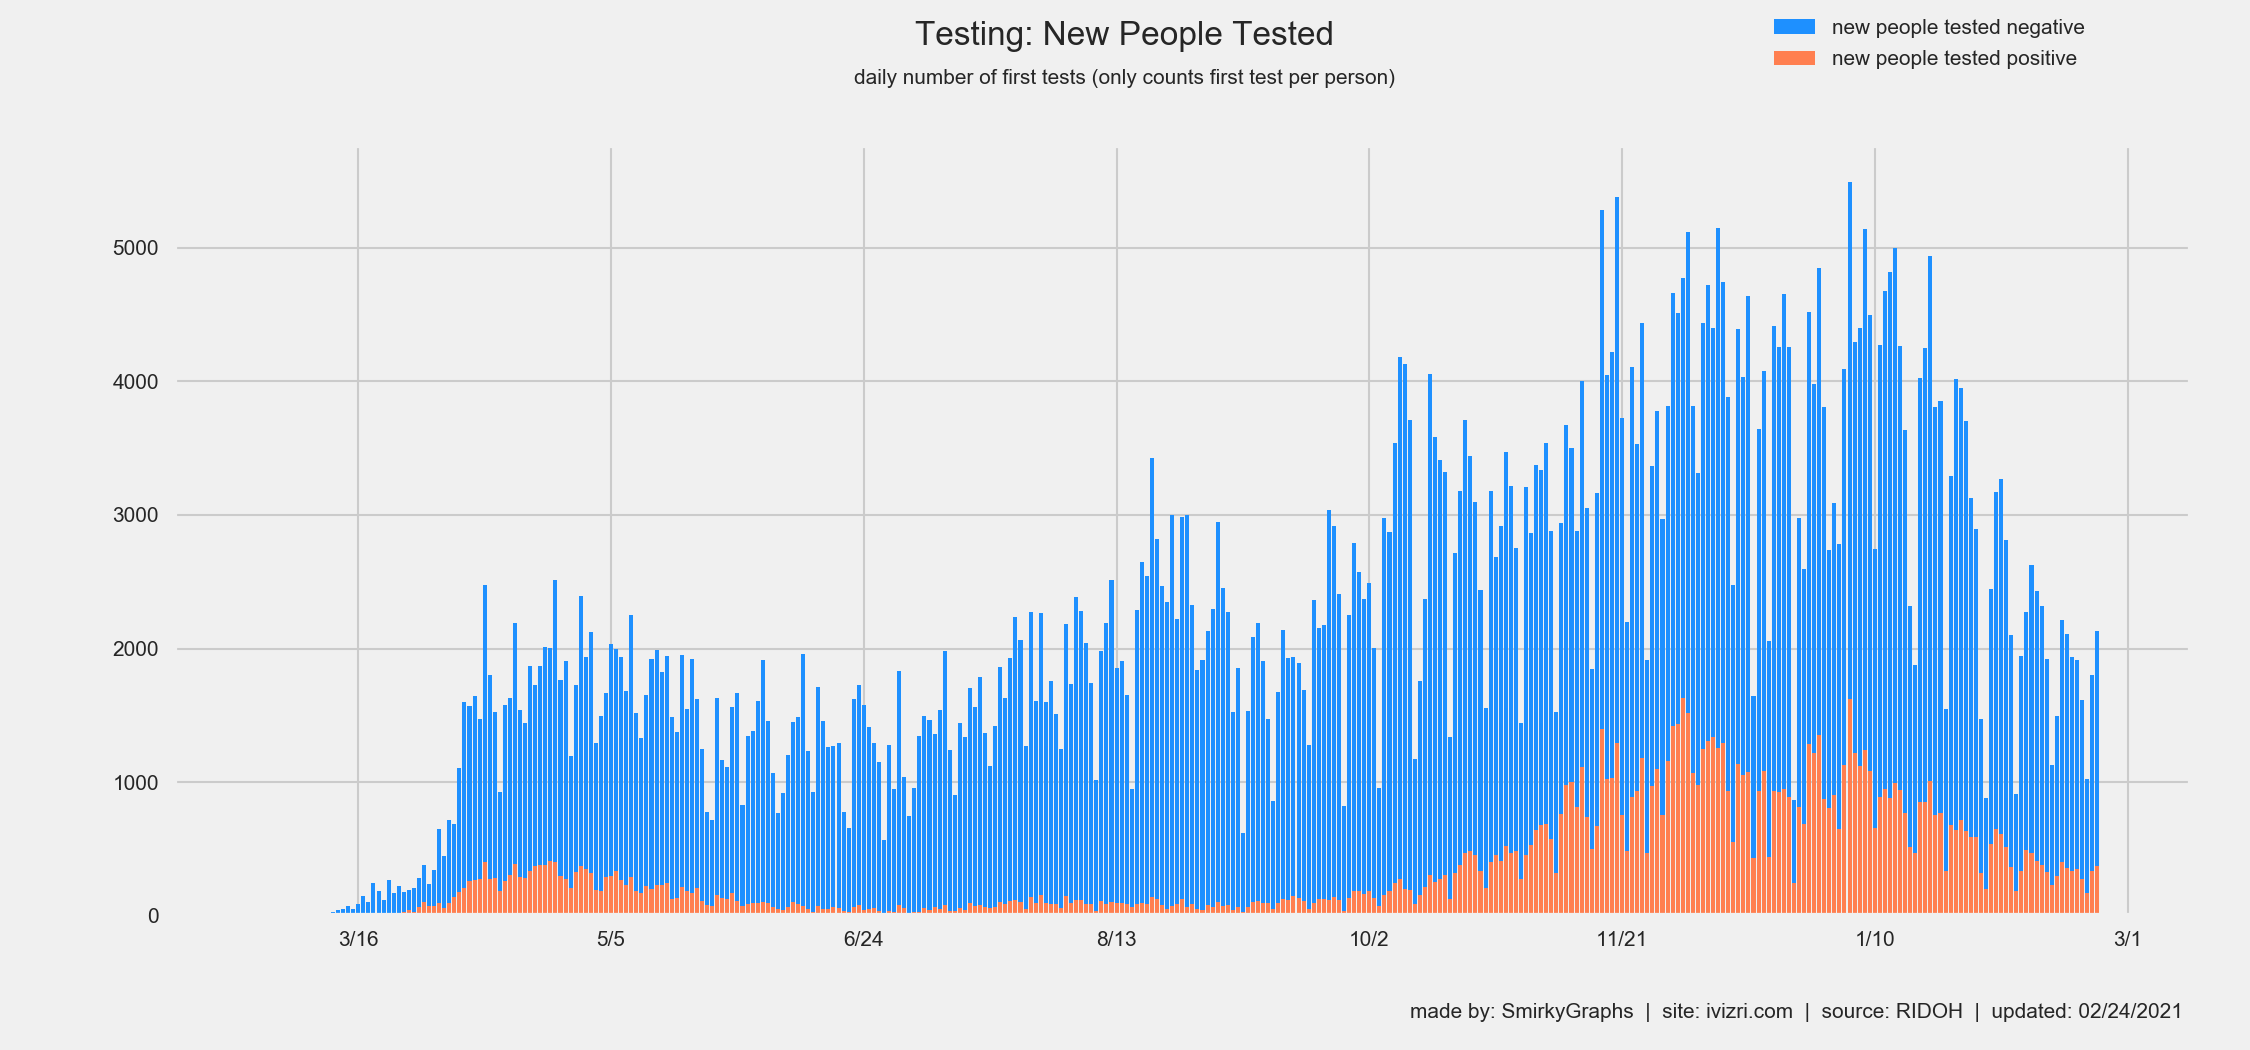 Testing: New People Tested
daily number of first tests (only counts first test per person)
new people tested negative
new people tested positive
5000
4000
3000
2000
1000
0
3/16 5/5 6/24 8/13 10/2 11/21 1/10 3/1
made by: SmirkyGraphs | site: ivizri.com | source: RIDOH | updated: 02/24/2021